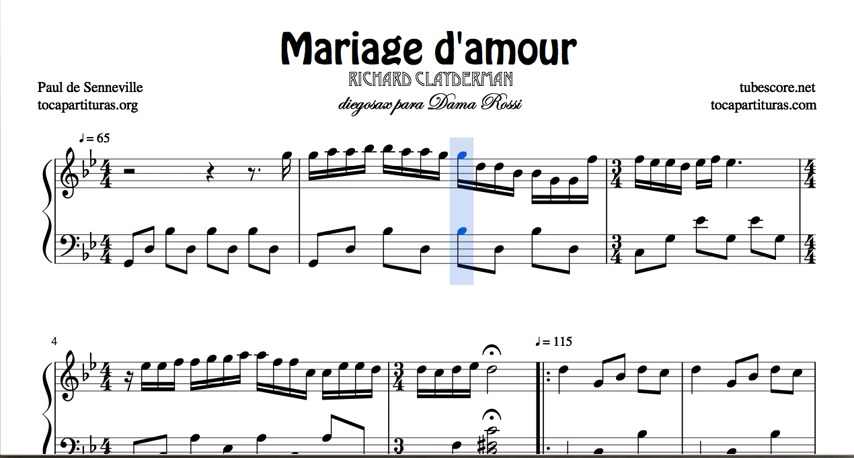 Mariage d'amour
RICHARD CLAYDERMAN
Paul de Senneville
tubescore.net
tocapartituras.org
diegosax para Dama Rossi
tocapartituras.com
♩= 65
4
♩= 115